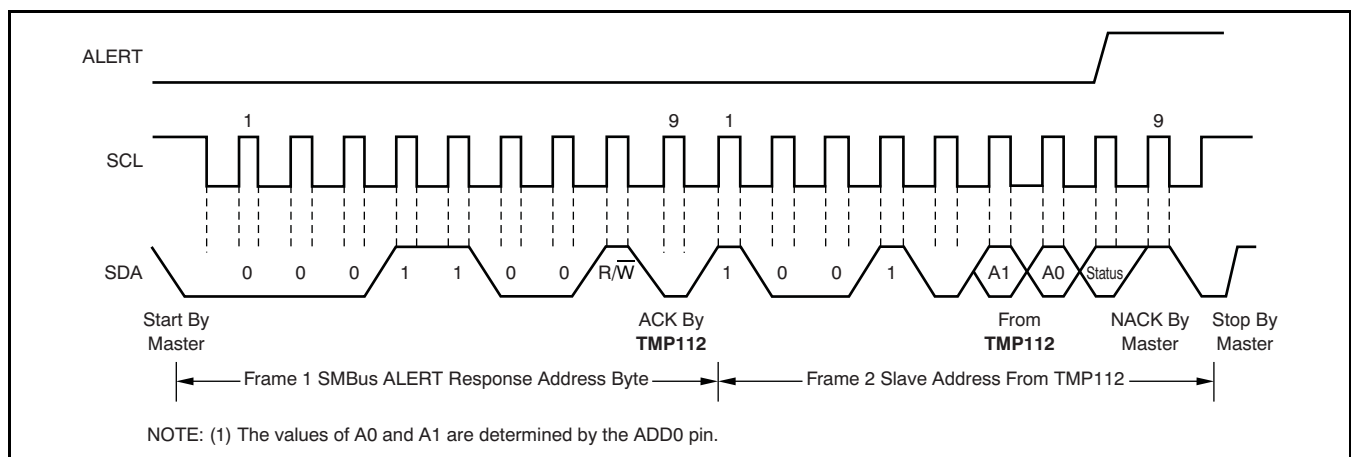 ALERT
1 9 1 9
SCL
SDA 0 0 0 1 1 0 0 R/W̅ 1 0 0 1 A1 A0 Status
Start By
Master
ACK By
TMP112
From
TMP112
NACK By
Master
Stop By
Master
Frame 1 SMBus ALERT Response Address Byte
Frame 2 Slave Address From TMP112
NOTE: (1) The values of A0 and A1 are determined by the ADD0 pin.